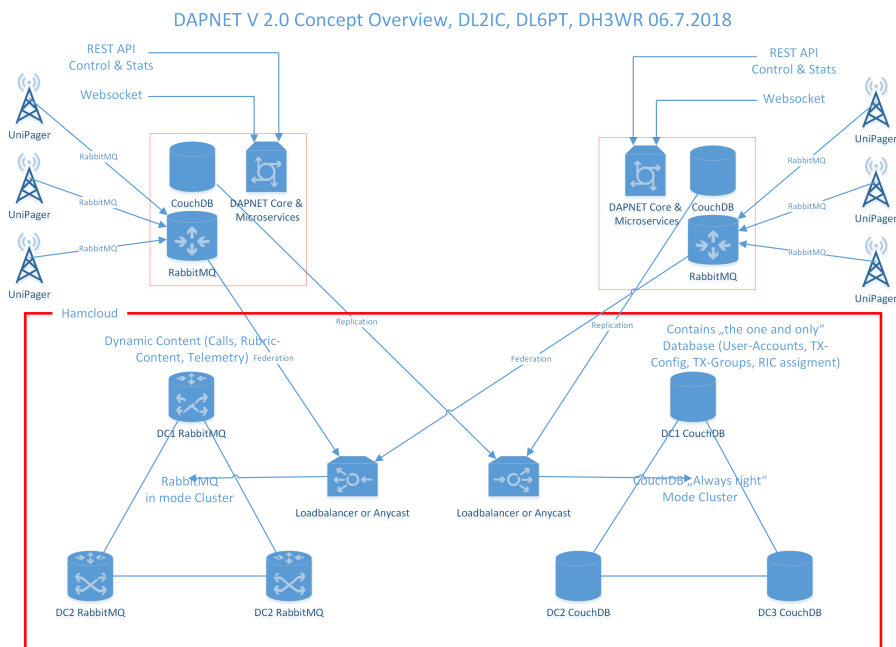 DAPNET V 2.0 Concept Overview, DL2IC, DL6PT, DH3WR 06.7.2018
REST API
Control & Stats
Websocket
UniPager
UniPager
UniPager
RabbitMQ
RabbitMQ
RabbitMQ
CouchDB
DAPNET Core &
Microservices
RabbitMQ
REST API
Control & Stats
Websocket
UniPager
UniPager
UniPager
RabbitMQ
RabbitMQ
RabbitMQ
DAPNET Core &
Microservices
CouchDB
RabbitMQ
Hamcloud
Replication
Replication
Federation
Federation
Dynamic Content (Calls, Rubric-
Content, Telemetry)
Contains „the one and only“
Database (User-Accounts, TX-
Config, TX-Groups, RIC assigment)
DC1 RabbitMQ
RabbitMQ
in mode Cluster
DC2 RabbitMQ
DC2 RabbitMQ
Loadbalancer or Anycast
Loadbalancer or Anycast
DC1 CouchDB
CouchDB „Always right“
Mode Cluster
DC2 CouchDB
DC3 CouchDB